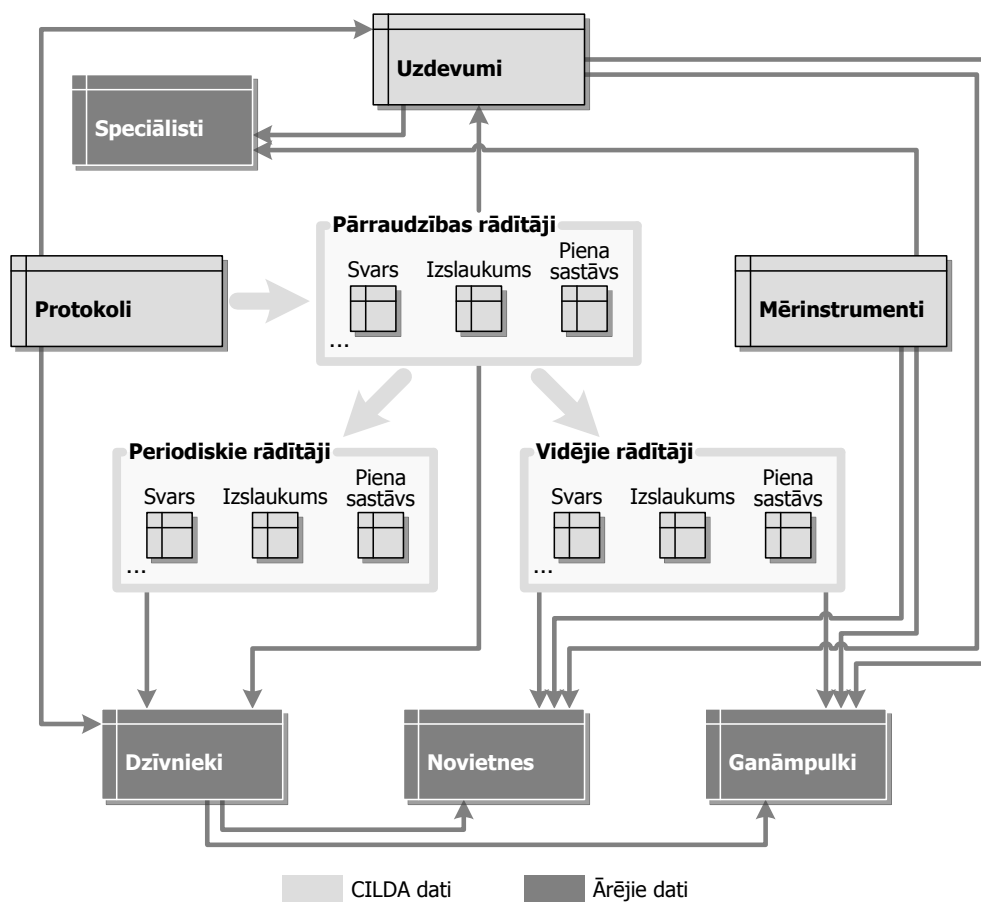 Uzdevumi
Speciālisti
Pārraudzības rādītāji
Svars
Izslaukums
Piena
sastāvs
...
Protokoli
Mērinstrumenti
Periodiskie rādītāji
Svars
Izslaukums
Piena
sastāvs
...
Vidējie rādītāji
Svars
Izslaukums
Piena
sastāvs
...
Dzīvnieki
Novietnes
Ganāmpulki
CILDA dati
Ārējie dati